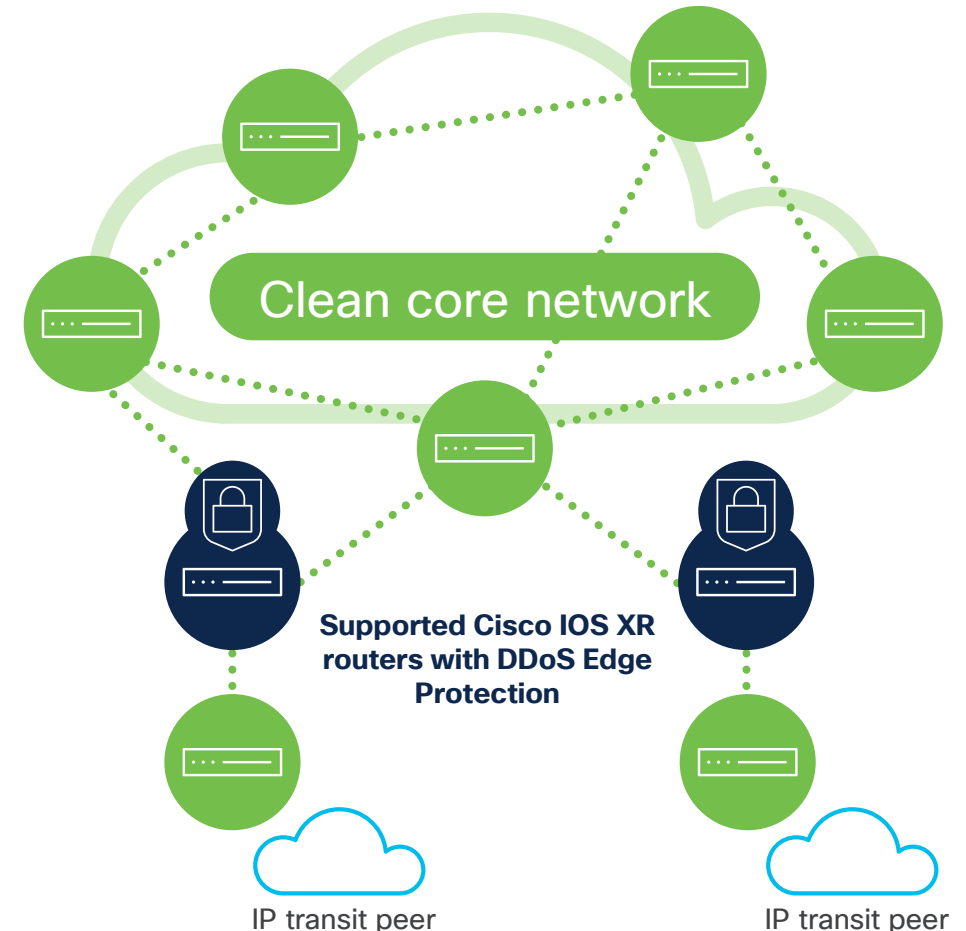 Clean core network
Supported Cisco IOS XR
routers with DDoS Edge
Protection
IP transit peer
IP transit peer